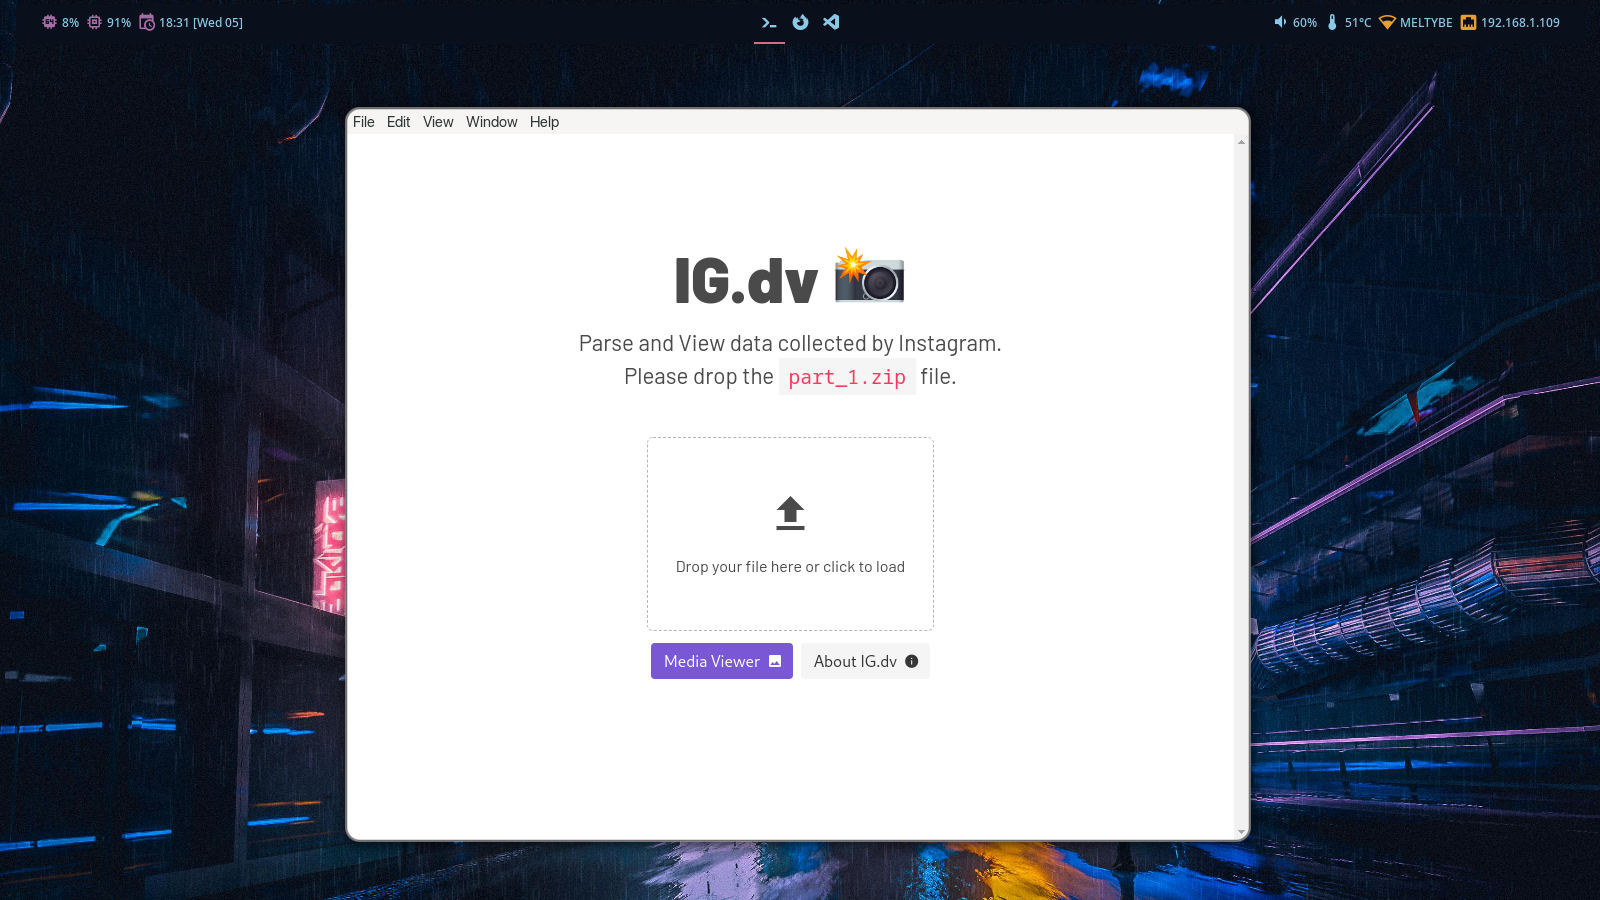 8% 91% 18:31 [Wed 05]
60% 51°C MELTYBE 192.168.1.109
File Edit View Window Help
IG.dv
Parse and View data collected by Instagram.
Please drop the part_1.zip file.
Drop your file here or click to load
Media Viewer About IG.dv